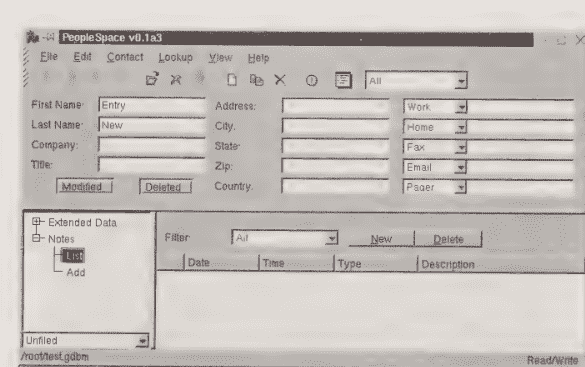 PeopleSpace v0.1a3
File Edit Contact Lookup View Help
All
First Name: Entry Address: Work
Last Name: New City: Home
Company: State: Fax
Title: Zip: Email
Modified Deleted Country: Pager
Extended Data
Notes
List
Add
Filter All New Delete
Date Time Type Description
Unfiled
/root/test.gdbm Read/Write